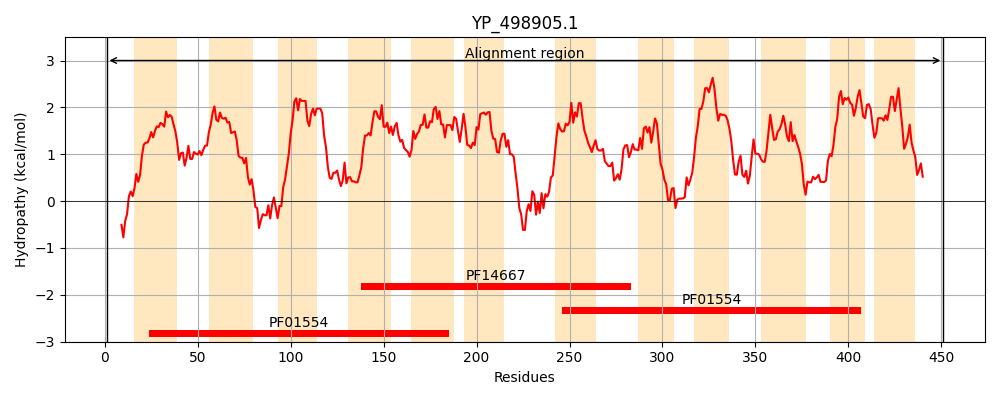 YP_498905.1
Alignment region
3
2
1
0
−1
−2
−3
Hydropathy (kcal/mol)
PF14667
PF01554
PF01554
0 50 100 150 200 250 300 350 400 450
Residues